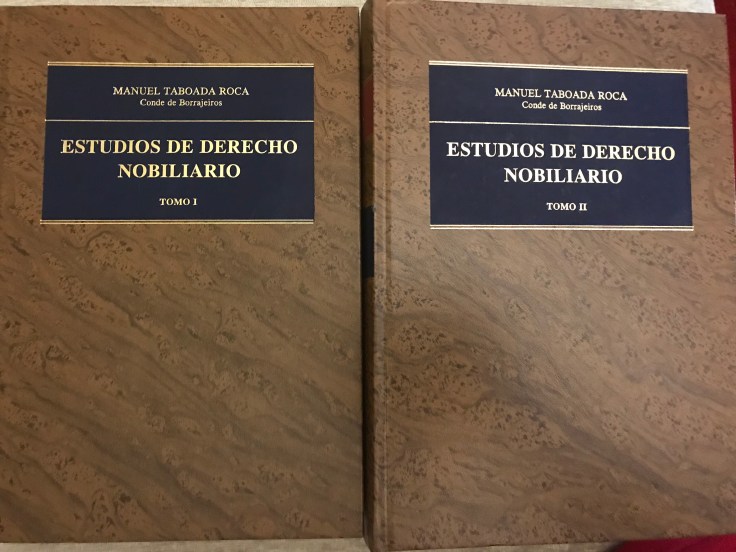 MANUEL TABOADA ROCA
Conde de Borrajeiros
ESTUDIOS DE DERECHO
NOBILIARIO
TOMO I
MANUEL TABOADA ROCA
Conde de Borrajeiros
ESTUDIOS DE DERECHO
NOBILIARIO
TOMO II